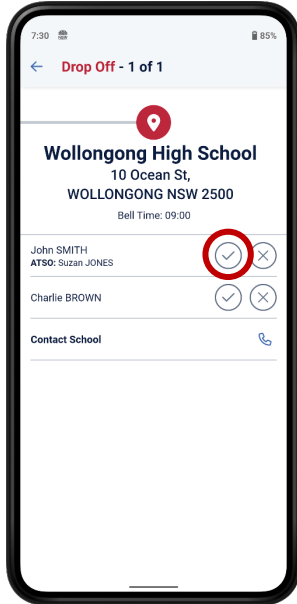 7:30
85%
Drop Off - 1 of 1
Wollongong High School
10 Ocean St,
WOLLONGONG NSW 2500
Bell Time: 09:00
John SMITH
ATSO: Suzan JONES
Charlie BROWN
Contact School